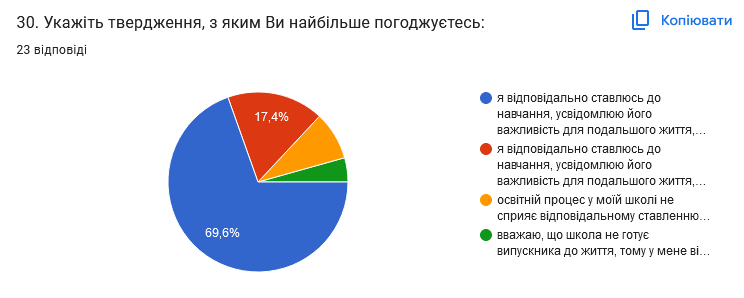 30. Укажіть твердження, з яким Ви найбільше погоджуєтесь:
Копіювати
23 відповіді
17,4%
69,6%
я відповідально ставлюсь до
навчання, усвідомлюю його
важливість для подальшого життя,...
я відповідально ставлюсь до
навчання, усвідомлюю його
важливість для подальшого життя,...
освітній процес у моїй школі не
сприяє відповідальному ставленню...
вважаю, що школа не готує
випускника до життя, тому у мене ві...